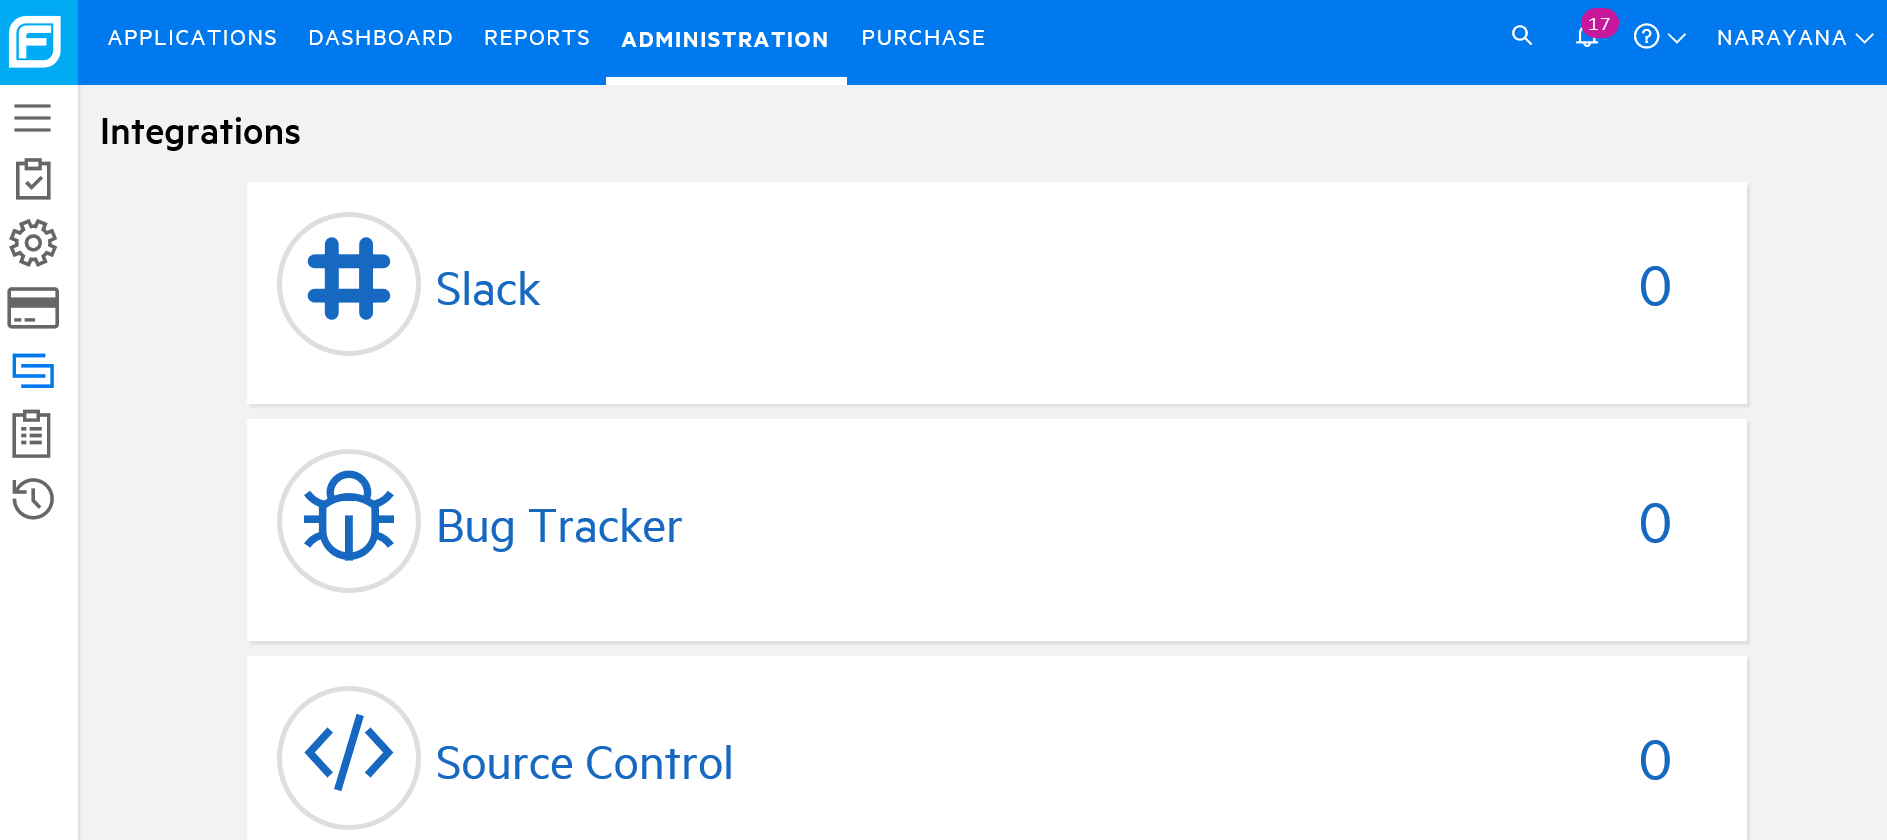 APPLICATIONS DASHBOARD REPORTS ADMINISTRATION PURCHASE 17 NARAYANA
Integrations
Slack 0
Bug Tracker 0
Source Control 0